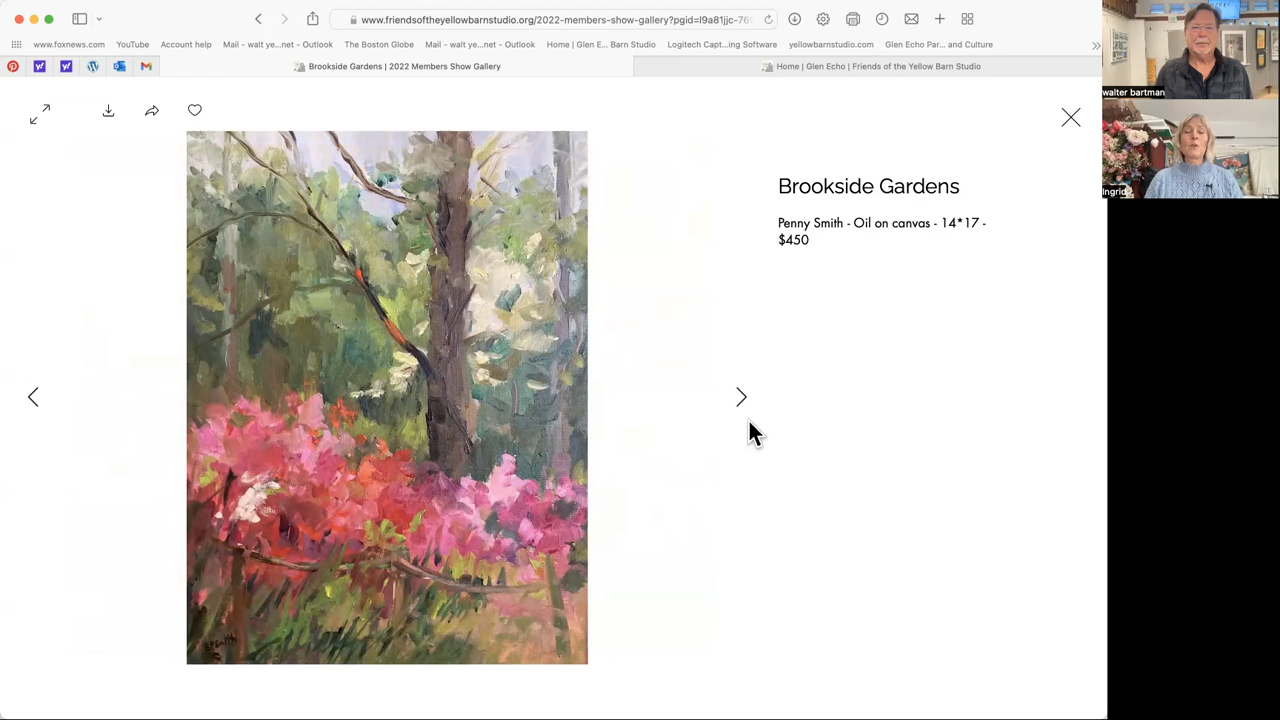 www.friendsoftheyellowbarnstudio.org/2022-members-show-gallery?pgid=l9a81jjc-76
www.foxnews.com YouTube Account help Mail - walt ye...net - Outlook The Boston Globe Mail - walt ye...net - Outlook Home | Glen E... Barn Studio Logitech Capt...ing Software yellowbarnstudio.com Glen Echo Par... and Culture
Brookside Gardens | 2022 Members Show Gallery
Home | Glen Echo | Friends of the Yellow Barn Studio
walter bartman
Ingrid
Brookside Gardens
Penny Smith - Oil on canvas - 14*17 -
$450